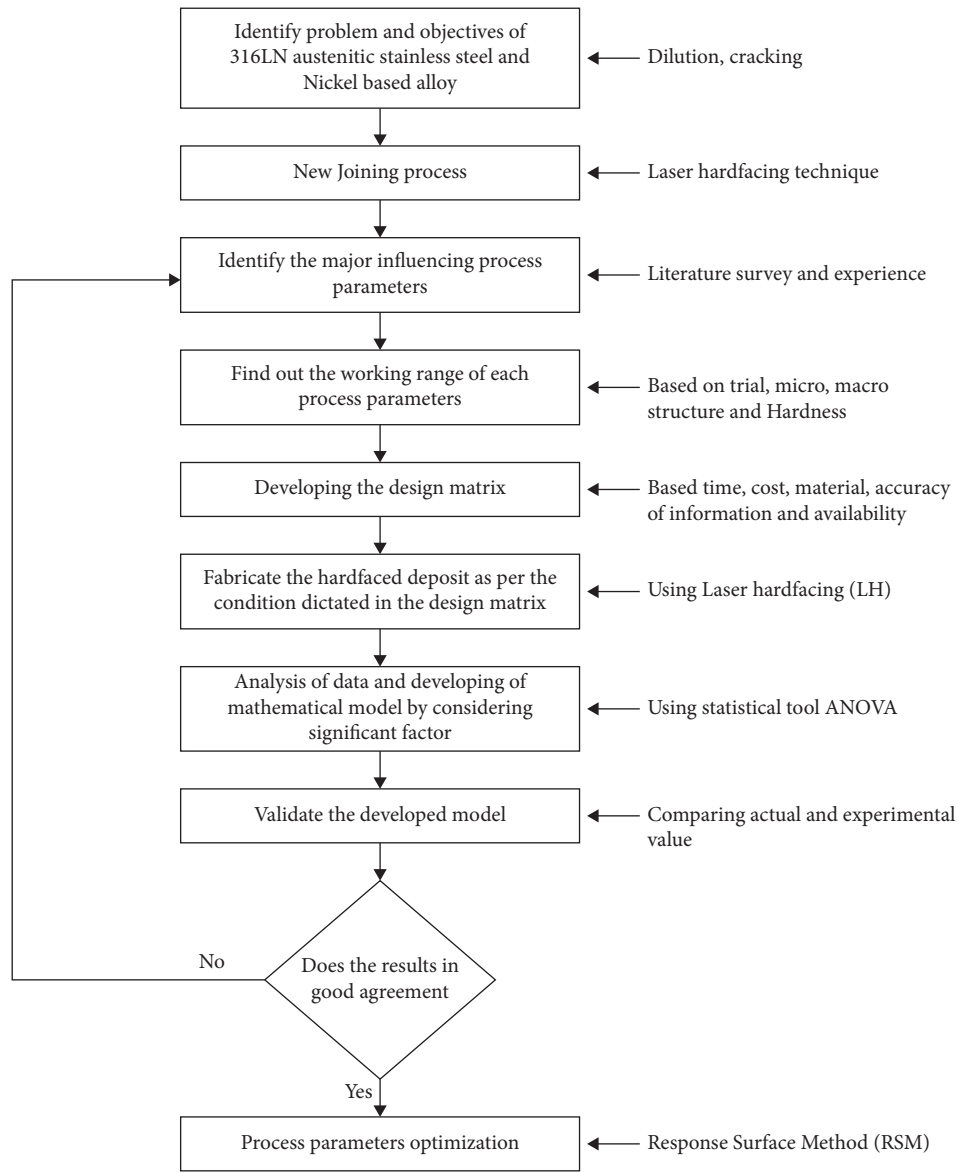 Identify problem and objectives of
316LN austenitic stainless steel and
Nickel based alloy
Dilution, cracking
New Joining process
Laser hardfacing technique
Identify the major influencing process
parameters
Literature survey and experience
Find out the working range of each
process parameters
Based on trial, micro, macro
structure and Hardness
Developing the design matrix
Based time, cost, material, accuracy
of information and availability
Fabricate the hardfaced deposit as per the
condition dictated in the design matrix
Using Laser hardfacing (LH)
Analysis of data and developing of
mathematical model by considering
significant factor
Using statistical tool ANOVA
Validate the developed model
Comparing actual and experimental
value
No
Does the results in
good agreement
Yes
Process parameters optimization
Response Surface Method (RSM)